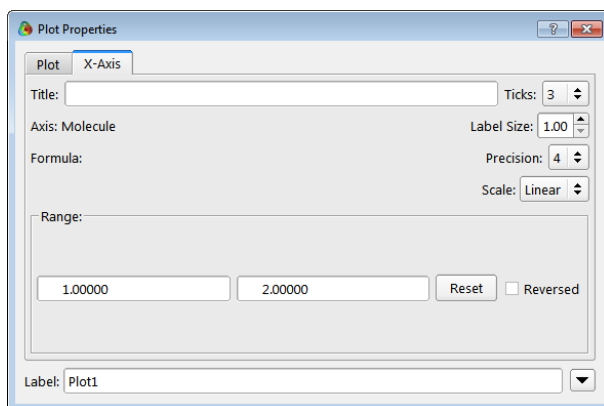 Plot Properties
Plot X-Axis
Title: Ticks: 3
Axis: Molecule Label Size: 1.00
Formula: Precision: 4
Scale: Linear
Range:
1.00000 2.00000 Reset Reversed
Label: Plot1